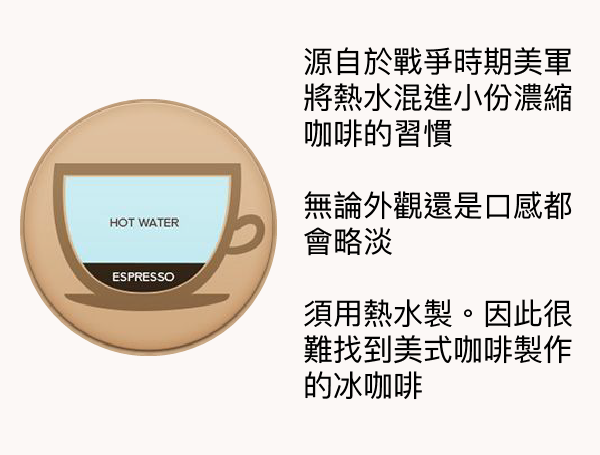 源自於戰爭時期美軍
將熱水混進小份濃縮
咖啡的習慣
無論外觀還是口感都
會略淡
須用熱水製。因此很
難找到美式咖啡製作
的冰咖啡
HOT WATER
ESPRESSO